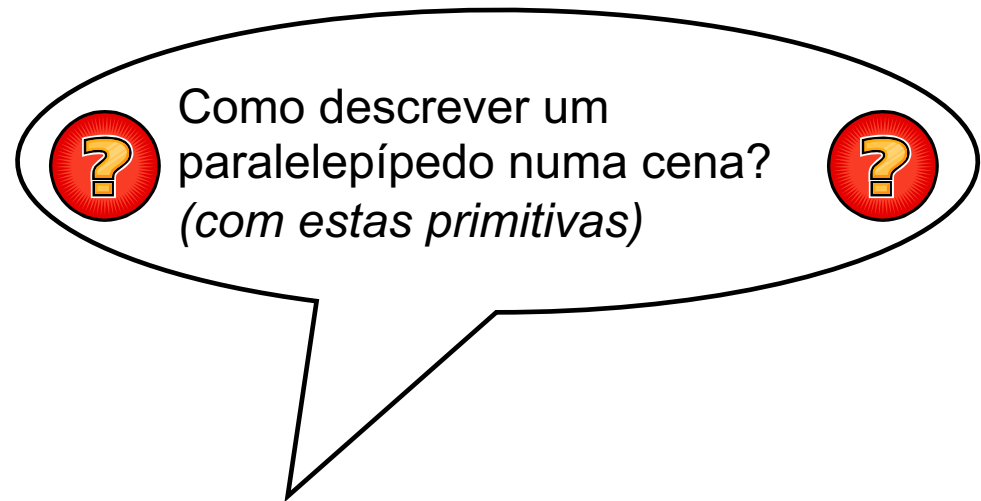 Como descrever um
paralelepípedo numa cena?
(com estas primitivas)